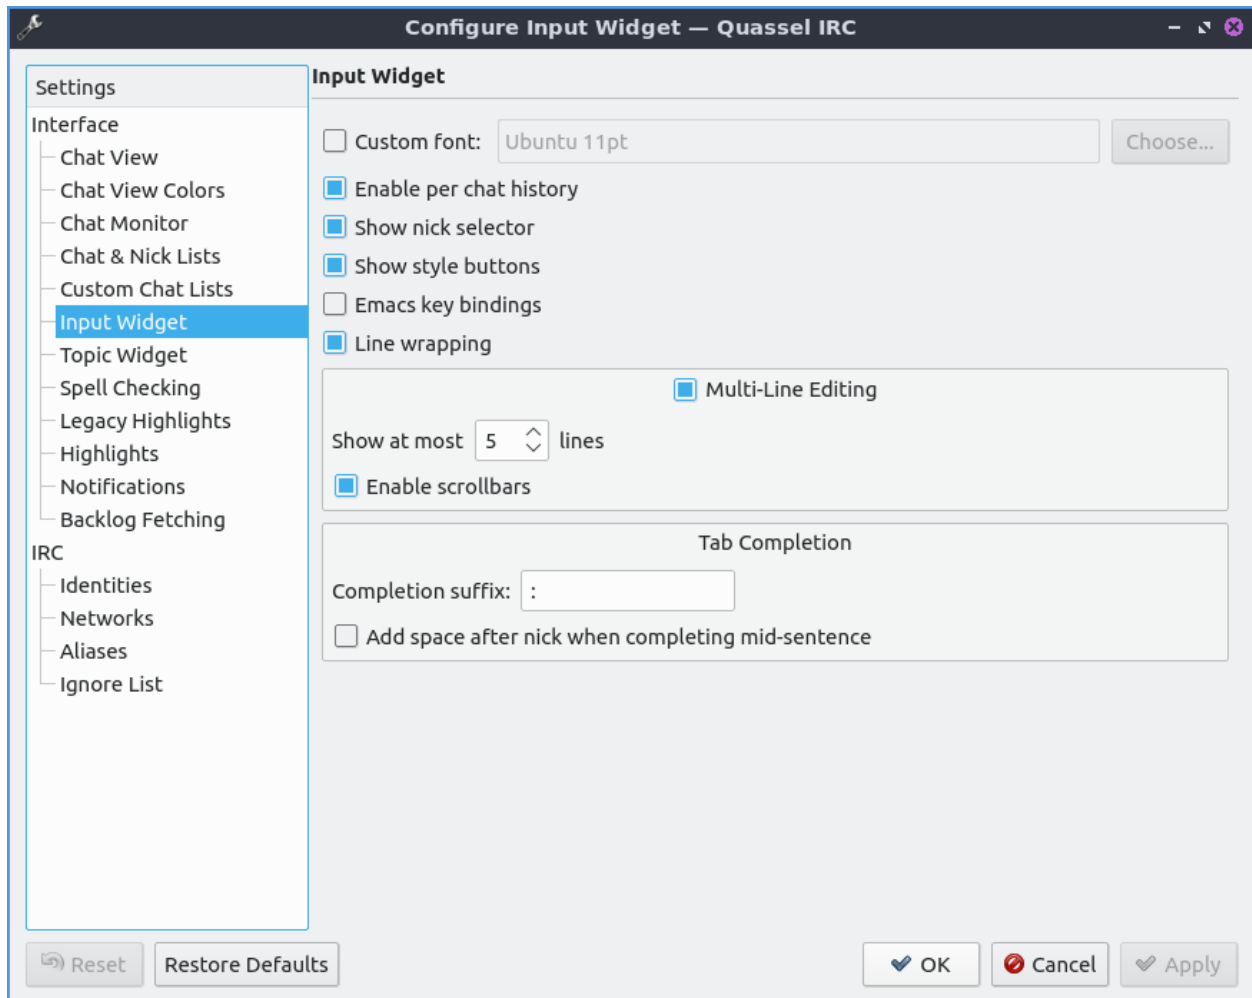 Configure Input Widget — Quassel IRC
Settings
Interface
Chat View
Chat View Colors
Chat Monitor
Chat & Nick Lists
Custom Chat Lists
Input Widget
Topic Widget
Spell Checking
Legacy Highlights
Highlights
Notifications
Backlog Fetching
IRC
Identities
Networks
Aliases
Ignore List
Input Widget
Custom font: Ubuntu 11pt Choose...
Enable per chat history
Show nick selector
Show style buttons
Emacs key bindings
Line wrapping
Multi-Line Editing
Show at most 5 lines
Enable scrollbars
Tab Completion
Completion suffix: :
Add space after nick when completing mid-sentence
Reset Restore Defaults OK Cancel Apply